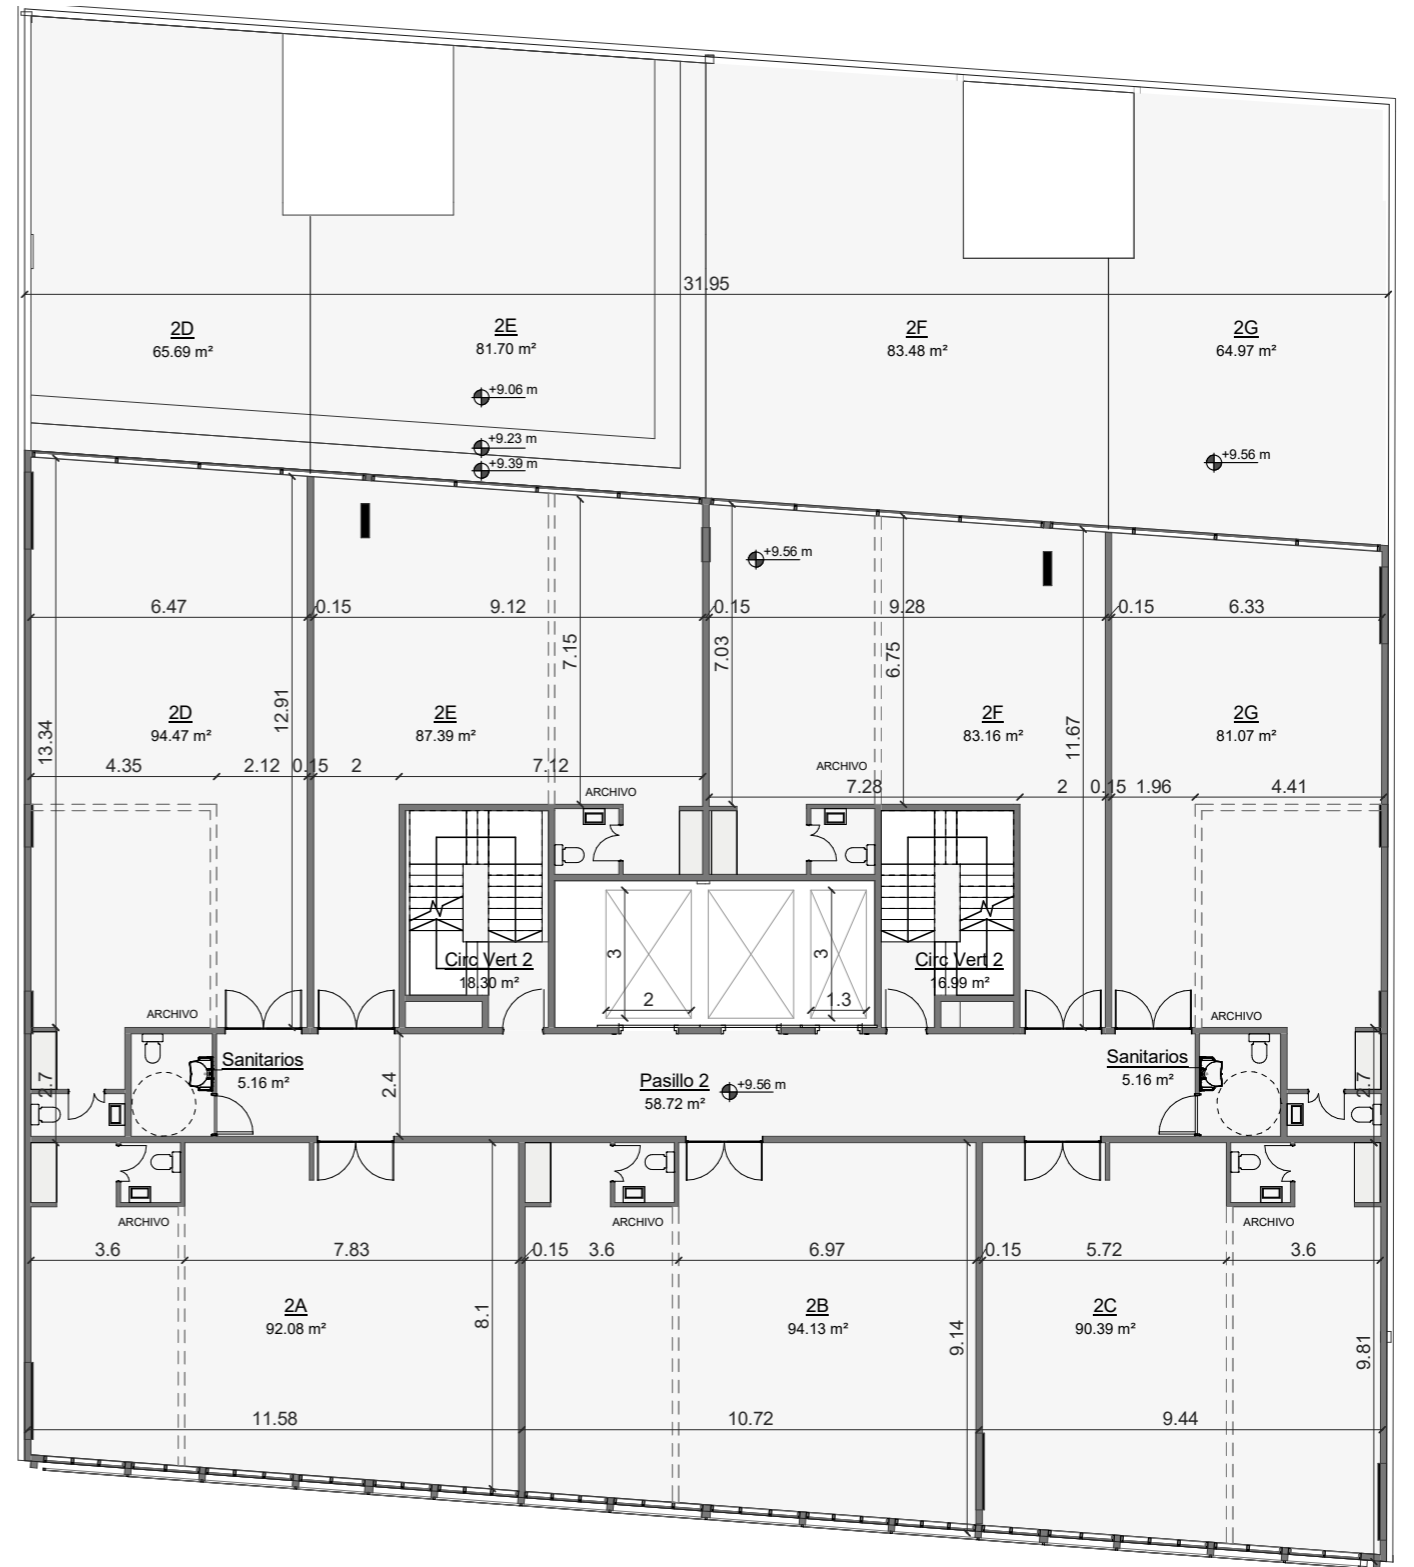 31.95
2D
65.69 m²
2E
81.70 m²
2F
83.48 m²
2G
64.97 m²
+9.06 m
+9.23 m
+9.39 m
+9.56 m
+9.56 m
6.47
0.15
9.12
0.15
9.28
0.15
6.33
7.15
7.03
6.75
12.91
13.34
11.67
2D
94.47 m²
2E
87.39 m²
2F
83.16 m²
2G
81.07 m²
4.35
2.12
0.15
2
7.12
ARCHIVO
ARCHIVO
7.28
2
0.15
1.96
4.41
3
3
2
1.3
Circ Vert 2
18.30 m²
Circ Vert 2
16.99 m²
ARCHIVO
ARCHIVO
Sanitarios
5.16 m²
Sanitarios
5.16 m²
2.7
2.4
Pasillo 2
58.72 m²
+9.56 m
2.7
ARCHIVO
ARCHIVO
ARCHIVO
3.6
7.83
0.15
3.6
6.97
0.15
5.72
3.6
2A
92.08 m²
8.1
2B
94.13 m²
9.14
2C
90.39 m²
9.81
11.58
10.72
9.44